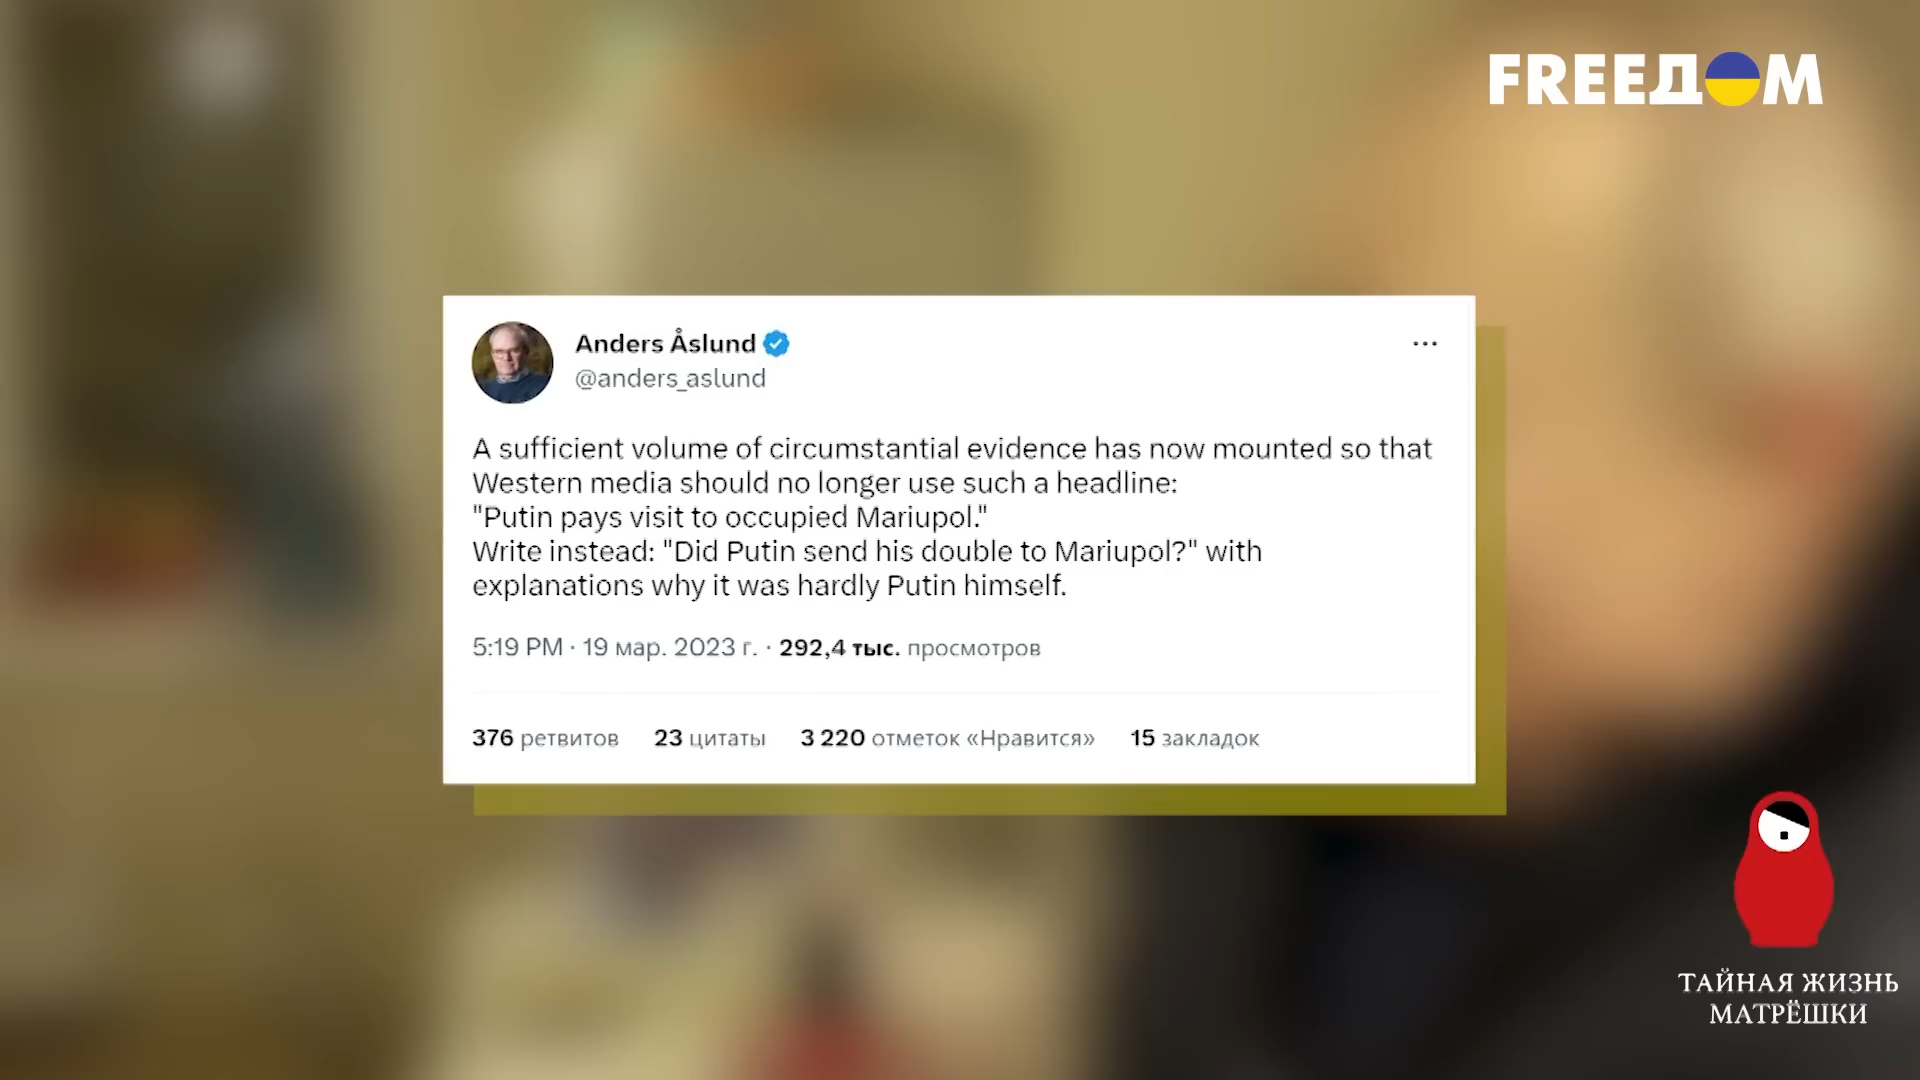 FREEДOM
Anders Åslund
@anders_aslund
A sufficient volume of circumstantial evidence has now mounted so that
Western media should no longer use such a headline:
"Putin pays visit to occupied Mariupol."
Write instead: "Did Putin send his double to Mariupol?" with
explanations why it was hardly Putin himself.
5:19 PM · 19 мар. 2023 г. · 292,4 тыс. просмотров
376 ретвитов 23 цитаты 3 220 отметок «Нравится» 15 закладок
ТАЙНАЯ ЖИЗНЬ
МАТРЁШКИ